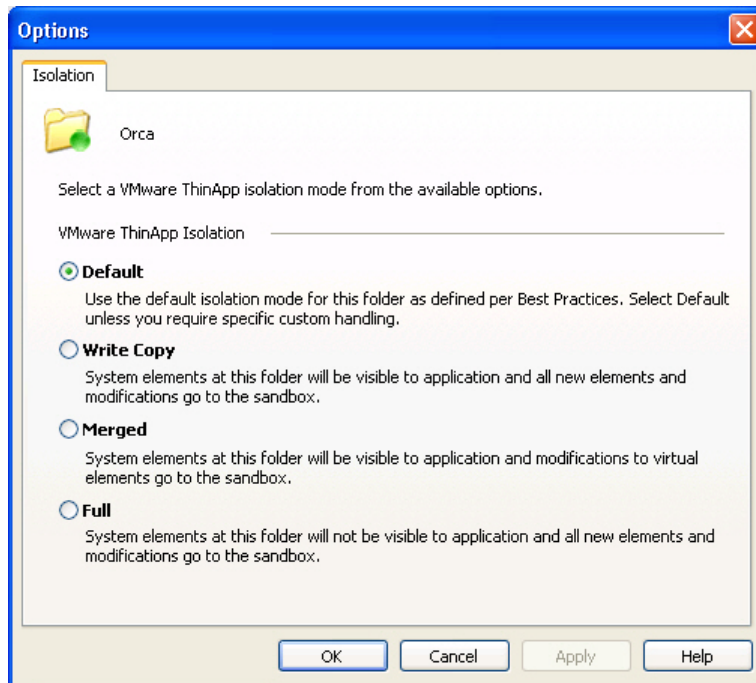 Options
Isolation
Orca
Select a VMware ThinApp isolation mode from the available options.
VMware ThinApp Isolation
Default
Use the default isolation mode for this folder as defined per Best Practices. Select Default
unless you require specific custom handling.
Write Copy
System elements at this folder will be visible to application and all new elements and
modifications go to the sandbox.
Merged
System elements at this folder will be visible to application and modifications to virtual
elements go to the sandbox.
Full
System elements at this folder will not be visible to application and all new elements and
modifications go to the sandbox.
OK Cancel Apply Help